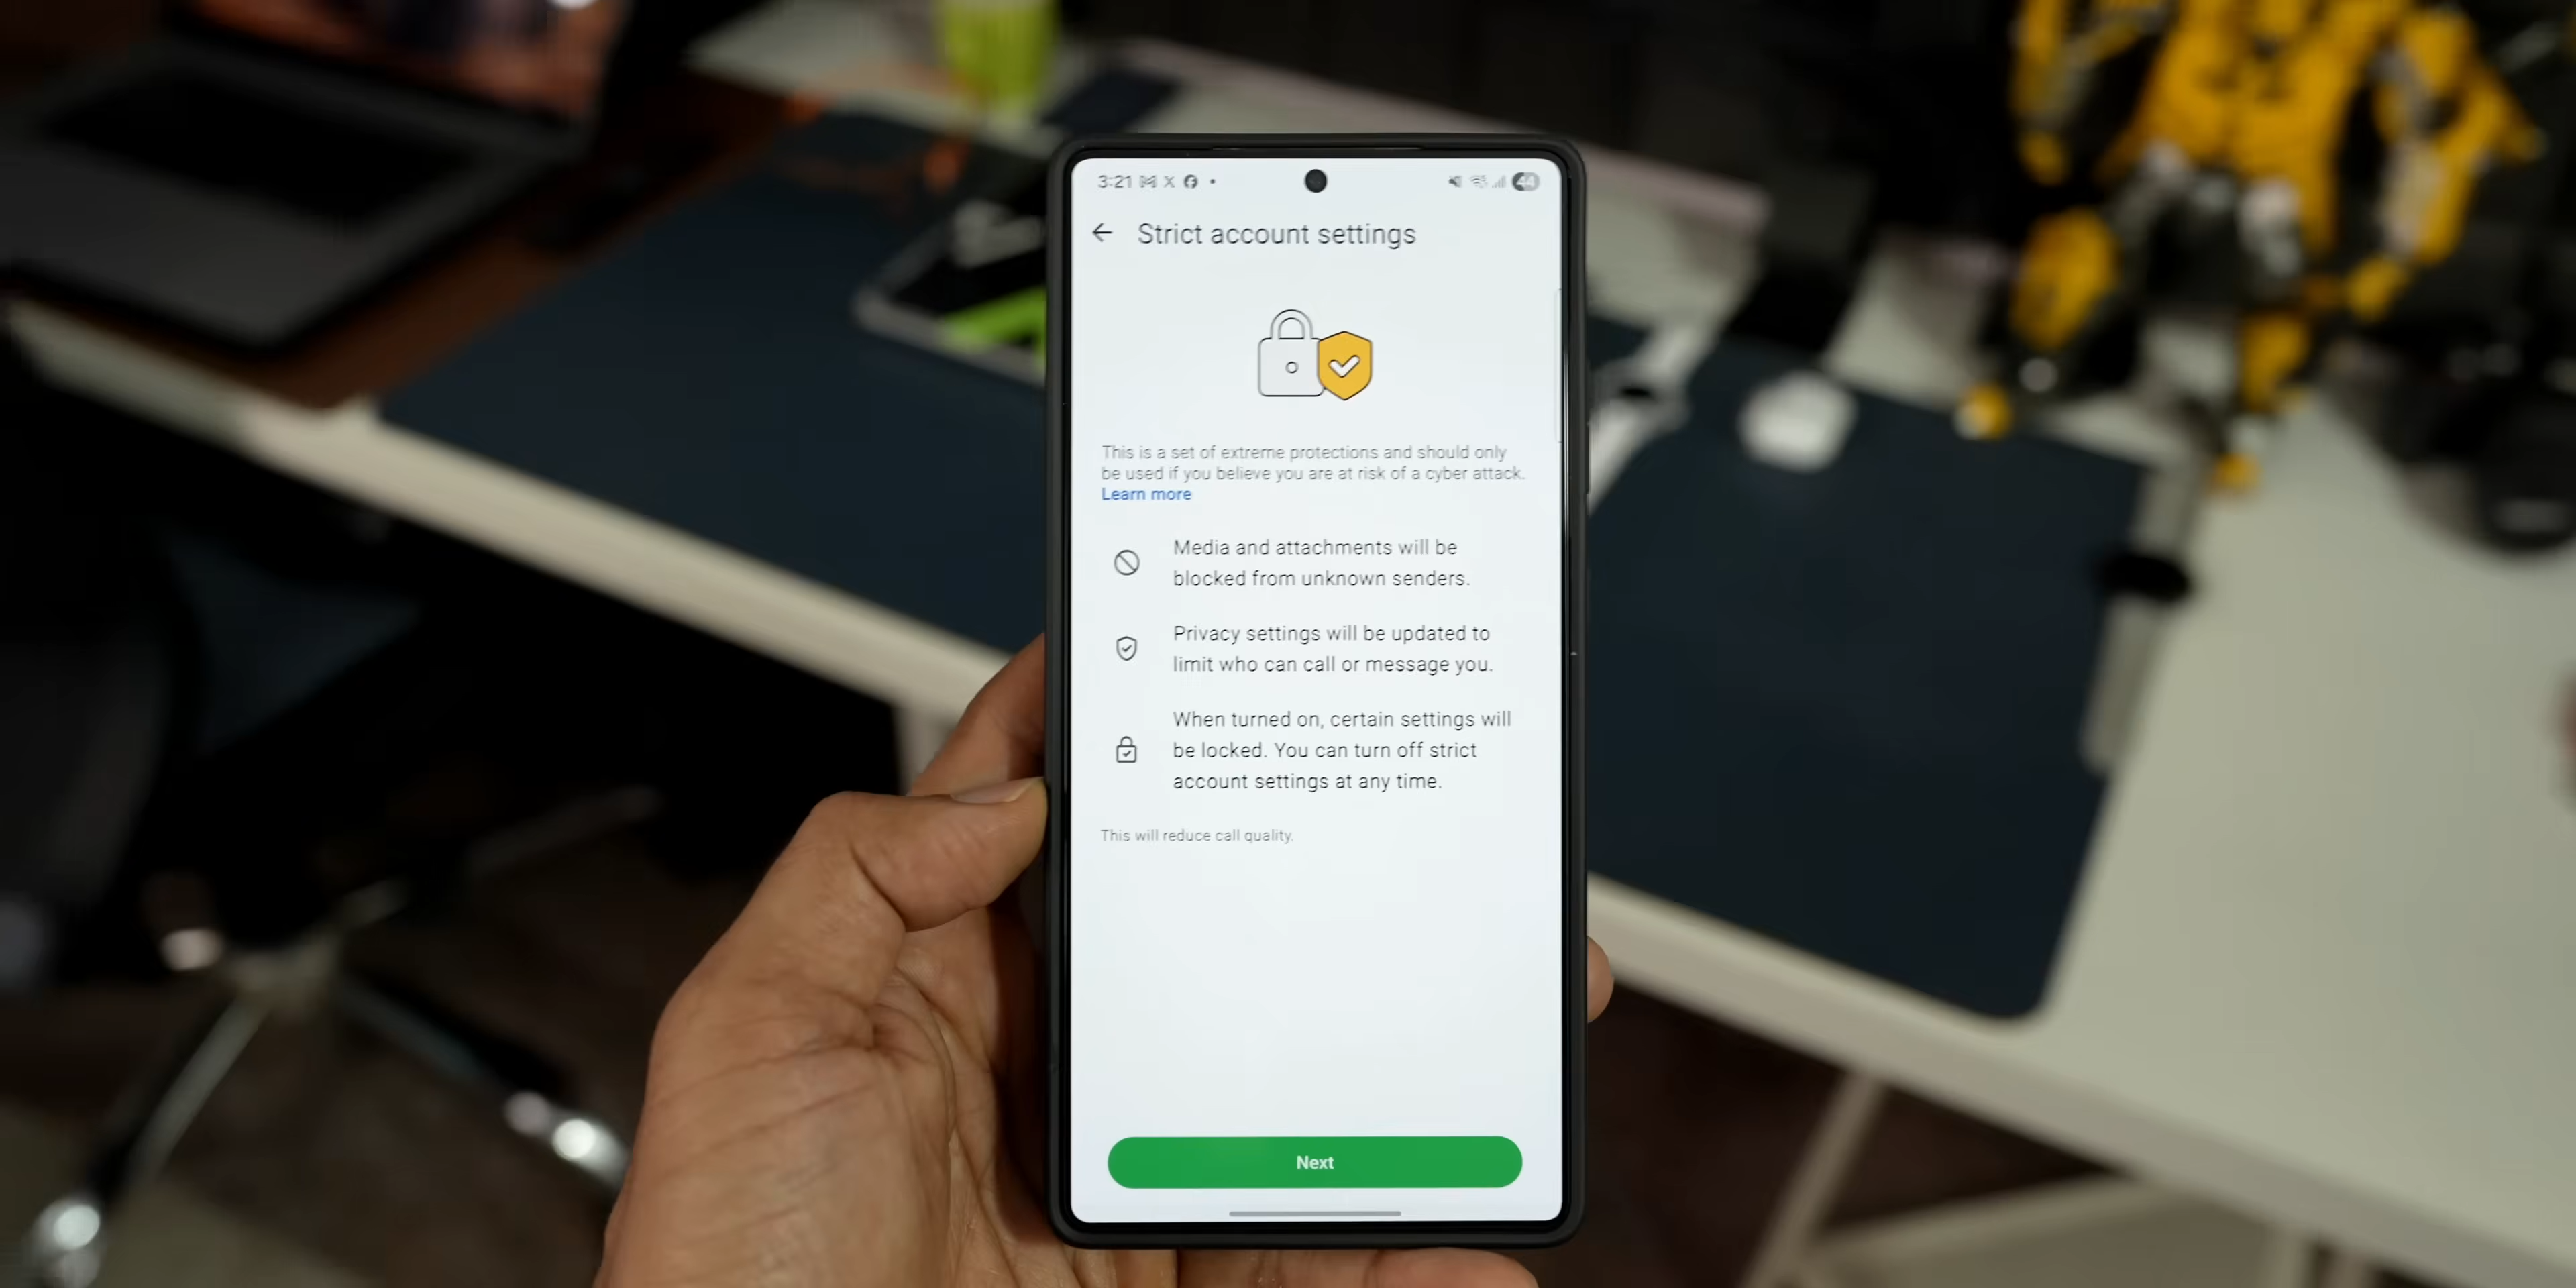 3:21
44
Strict account settings
This is a set of extreme protections and should only
be used if you believe you are at risk of a cyber attack.
Learn more
Media and attachments will be
blocked from unknown senders.
Privacy settings will be updated to
limit who can call or message you.
When turned on, certain settings will
be locked. You can turn off strict
account settings at any time.
This will reduce call quality.
Next